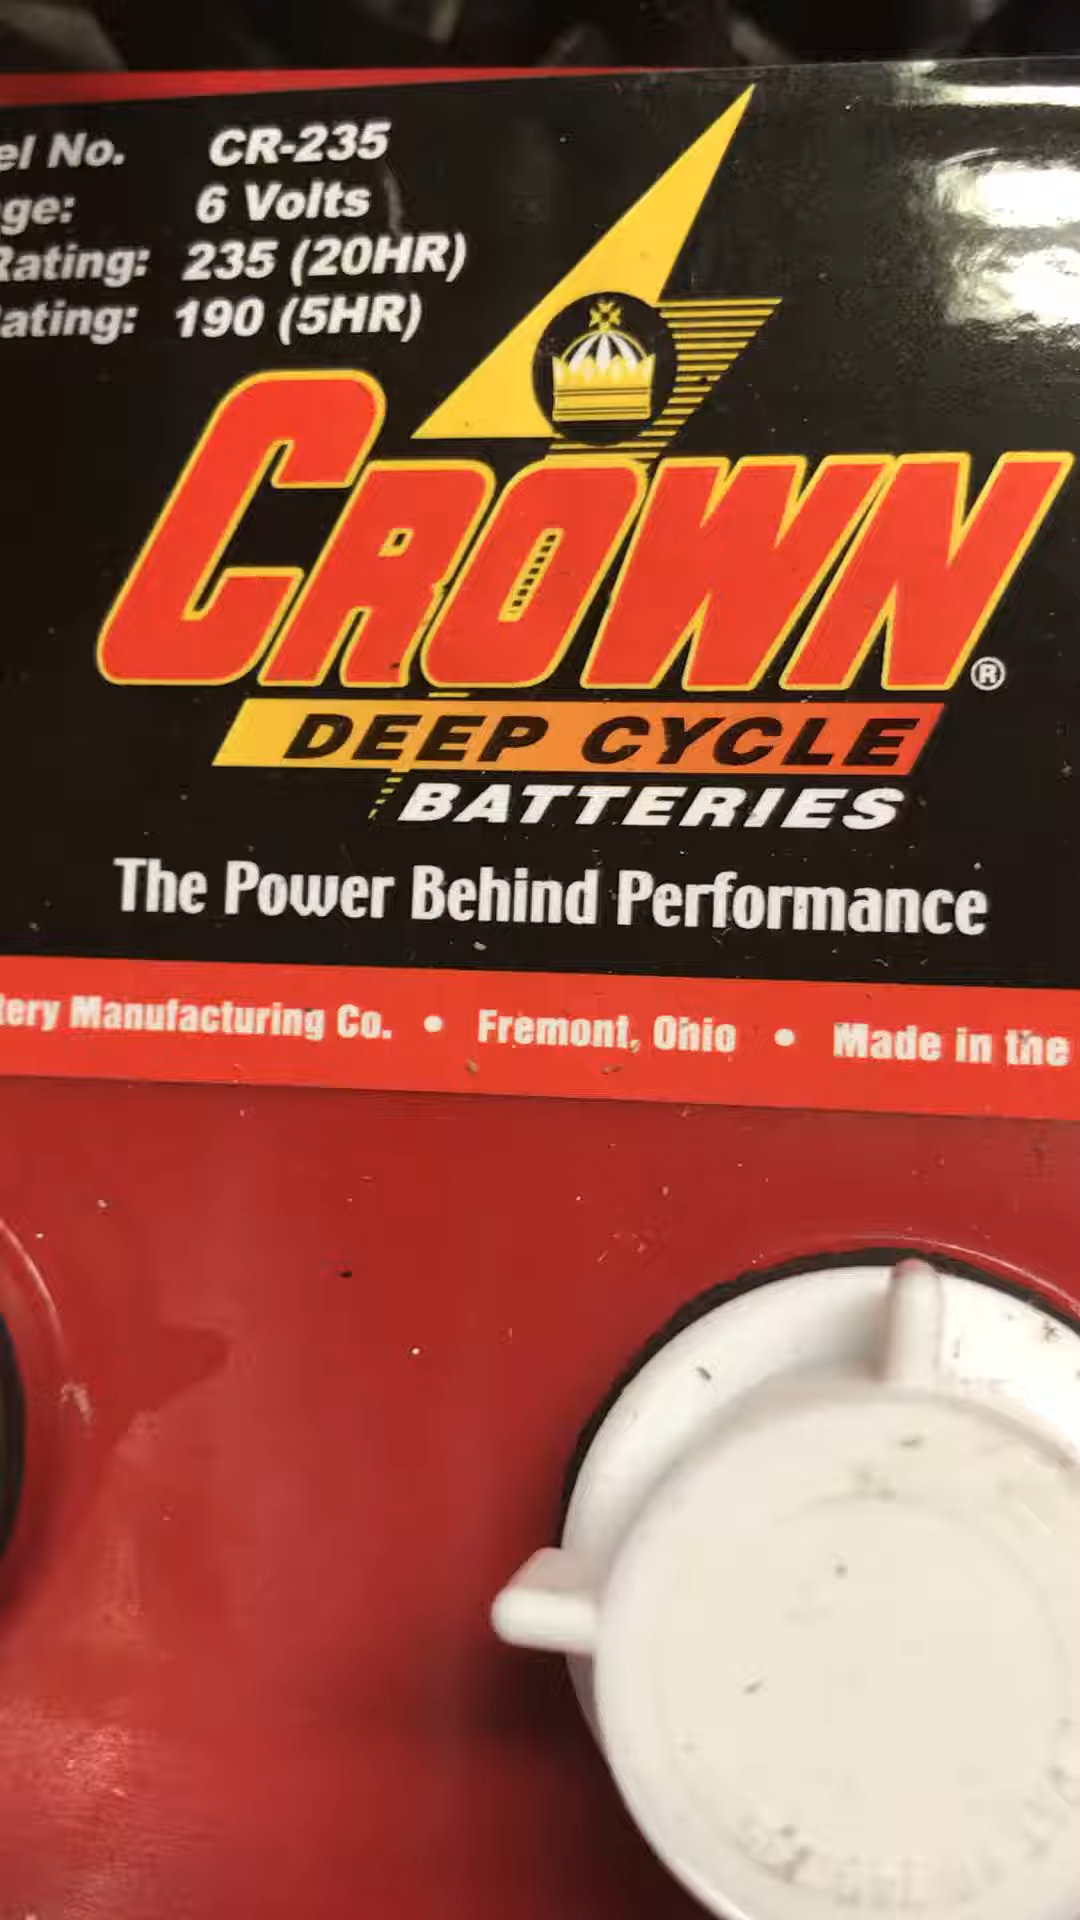 el No. CR-235
ge: 6 Volts
Rating: 235 (20HR)
ating: 190 (5HR)
CROWN®
DEEP CYCLE
BATTERIES
The Power Behind Performance
tery Manufacturing Co. • Fremont, Ohio • Made in the